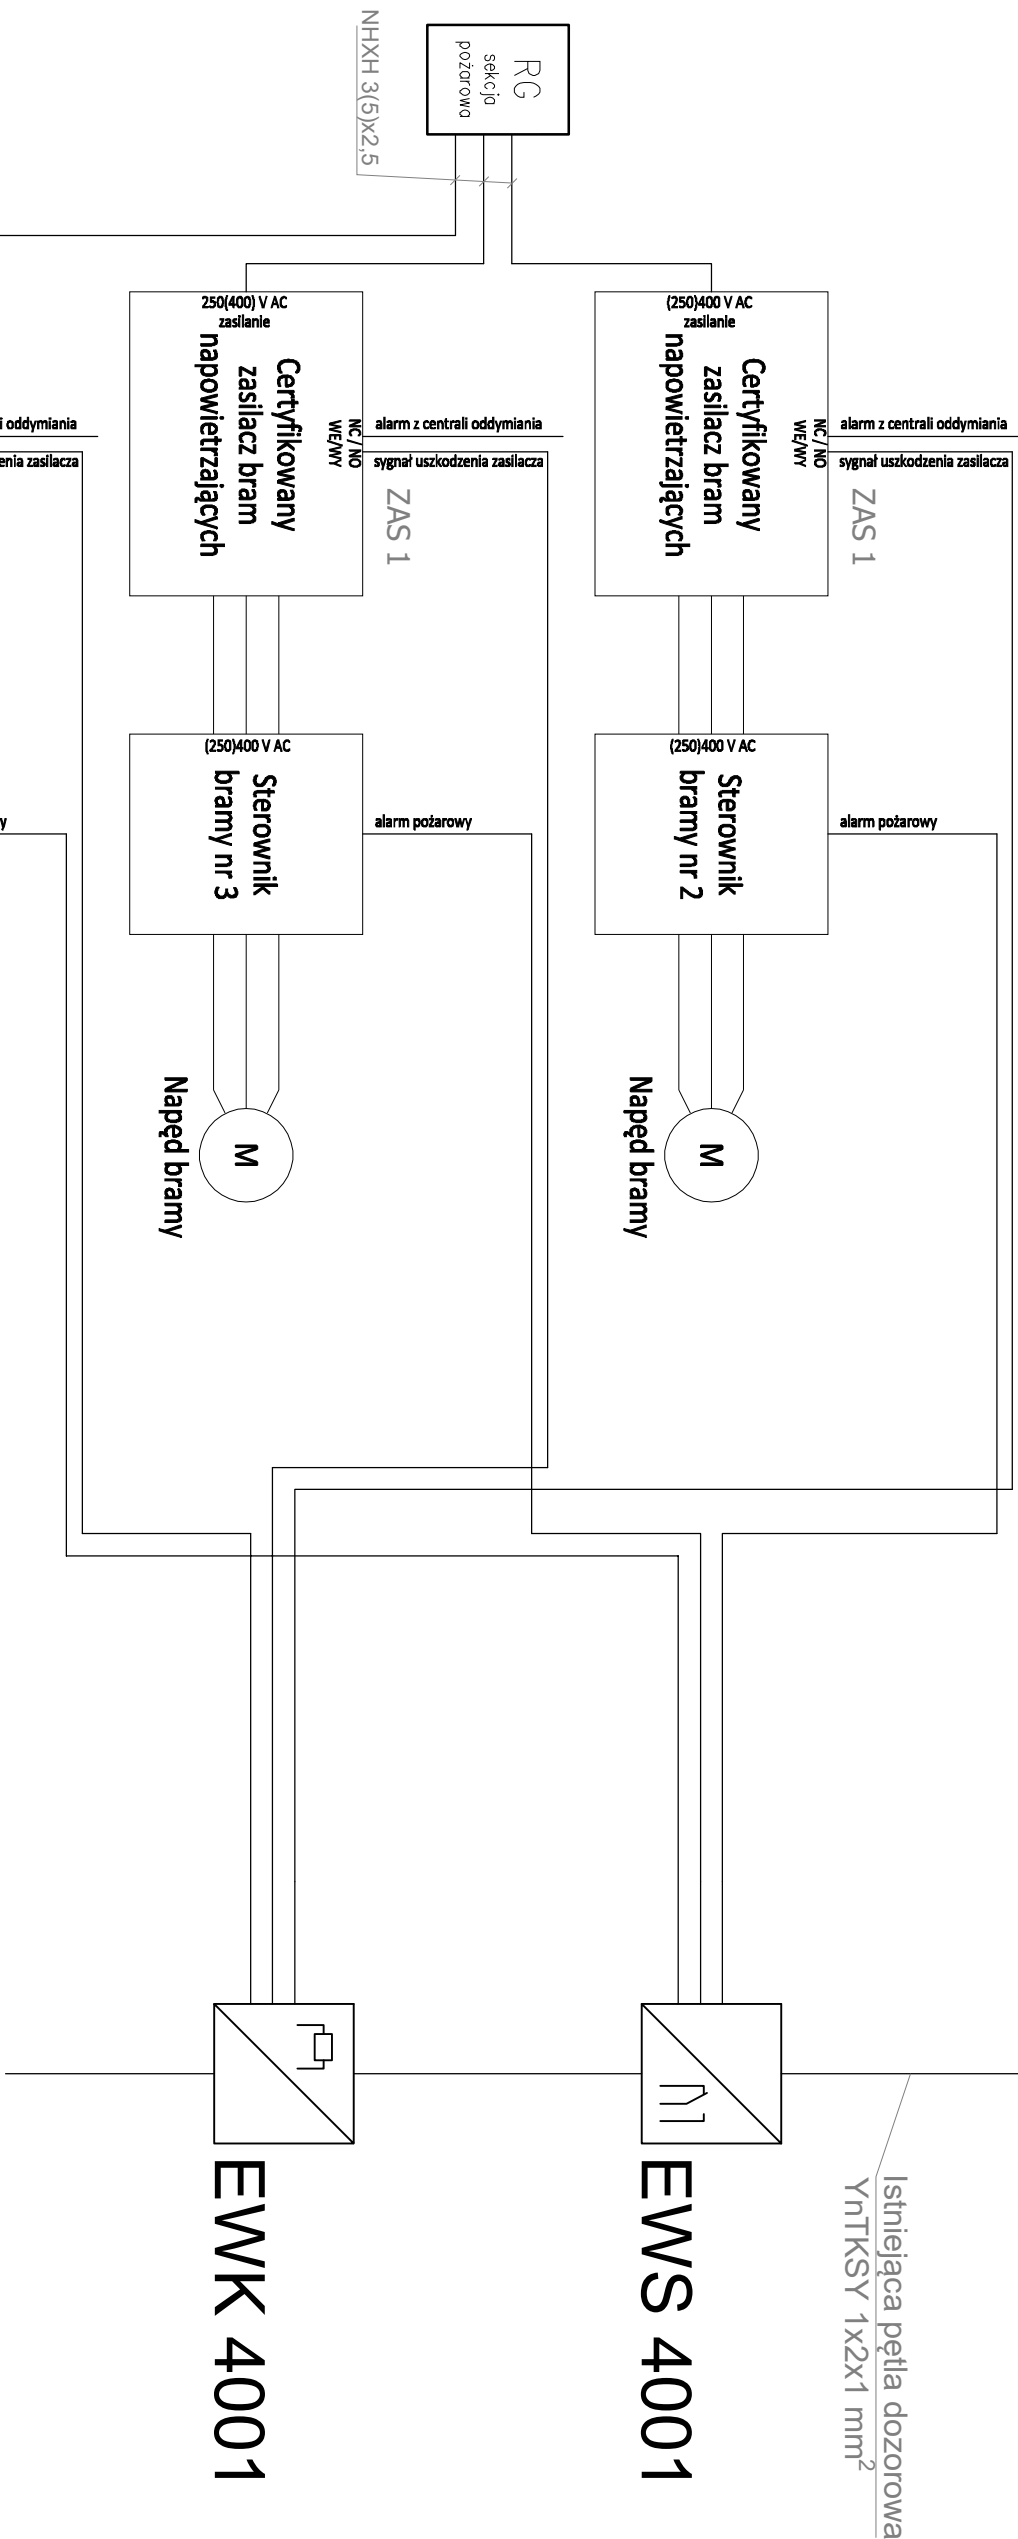 NHXH 3(5)x2,5
RG
sekcja
pożarowa
250(400) V AC
zasilanie
Certyfikowany
zasilacz bram
napowietrzających
NC / NO
WE/WY
alarm z centrali oddymiania
sygnał uszkodzenia zasilacza
ZAS 1
(250)400 V AC
zasilanie
Certyfikowany
zasilacz bram
napowietrzających
NC / NO
WE/WY
alarm z centrali oddymiania
sygnał uszkodzenia zasilacza
ZAS 1
i oddymiania
enia zasilacza
y
(250)400 V AC
Sterownik
bramy nr 3
alarm pożarowy
(250)400 V AC
Sterownik
bramy nr 2
alarm pożarowy
M
Napęd bramy
M
Napęd bramy
EWK 4001
EWS 4001
Istniejąca pętla dozorowa
YnTKSY 1x2x1 mm²